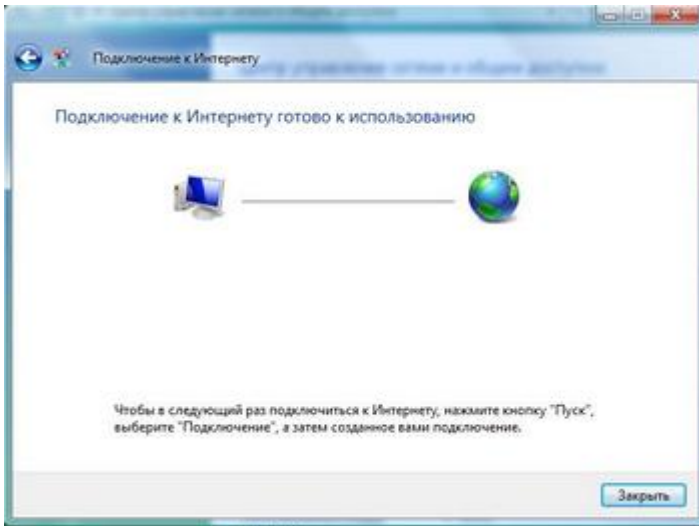 Подключение к Интернету
Подключение к Интернету готово к использованию
Чтобы в следующий раз подключиться к Интернету, нажмите кнопку "Пуск",
выберите "Подключение", а затем созданное вами подключение.
Закрыть